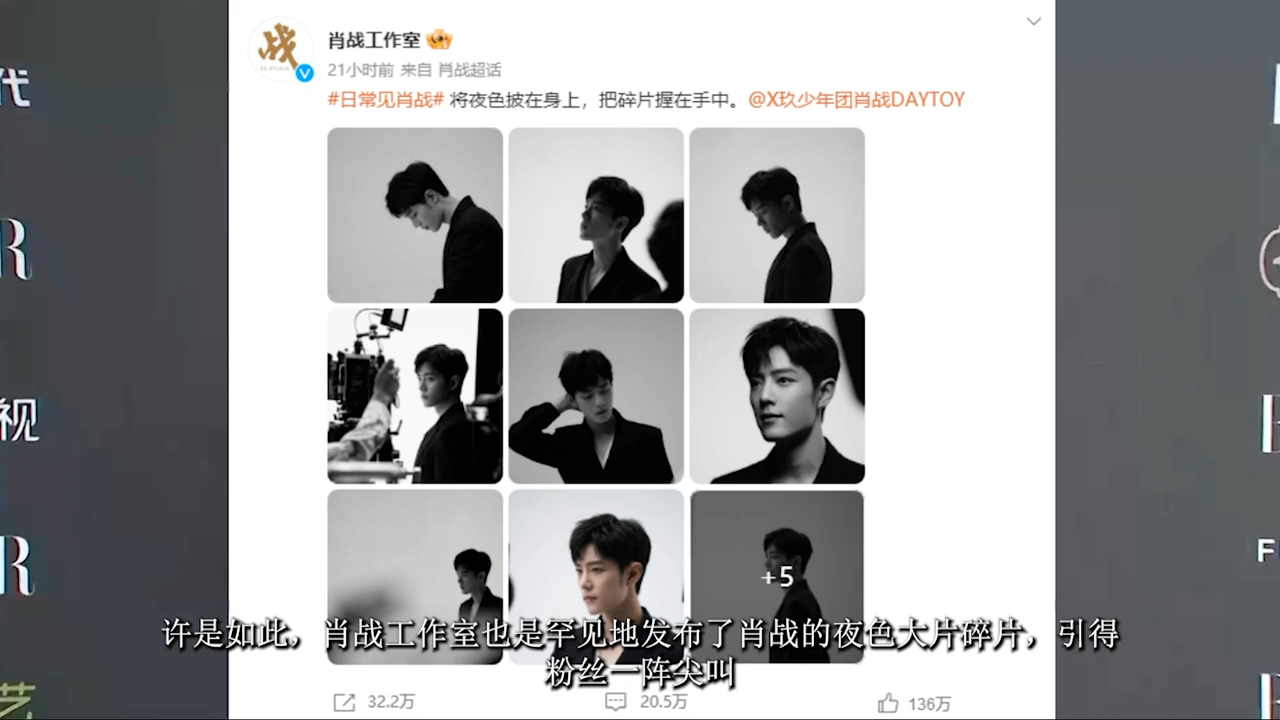 肖战工作室
21小时前 来自 肖战超话
#日常见肖战# 将夜色披在身上，把碎片握在手中。@X玖少年团肖战DAYTOY
+5
许是如此，肖战工作室也是罕见地发布了肖战的夜色大片碎片，引得
粉丝一阵尖叫
32.2万
20.5万
136万
代
R
视
R
艺